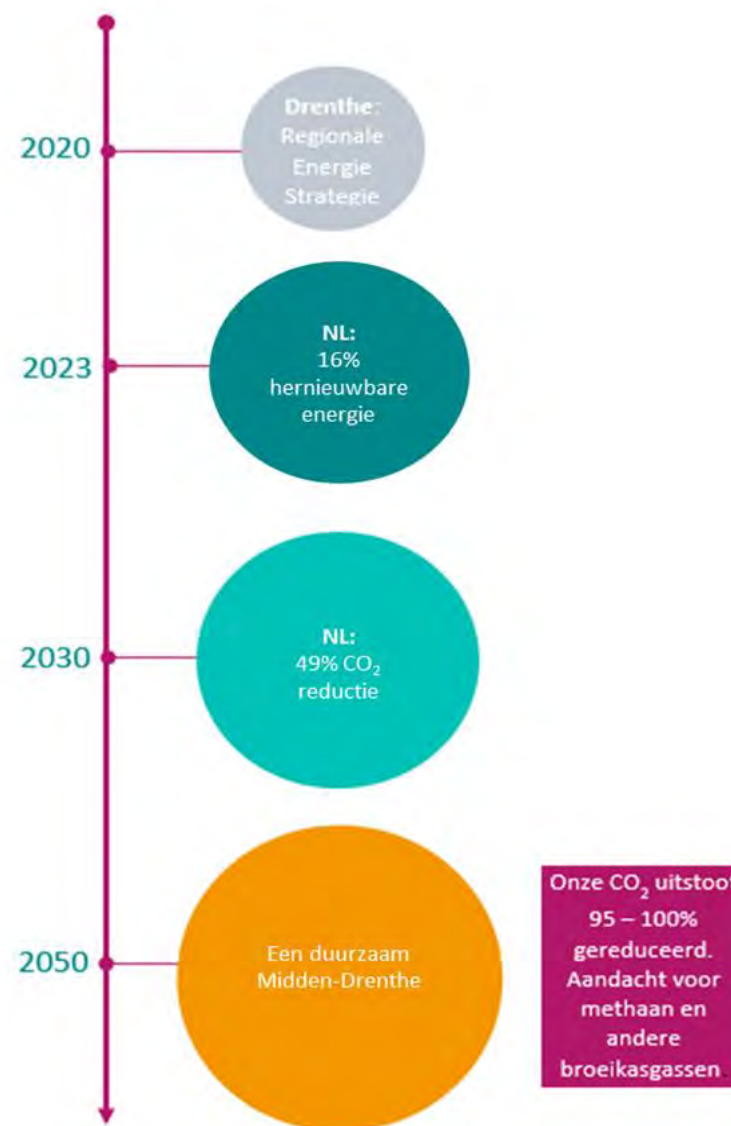 2020
Drenthe:
Regionale
Energie
Strategie
2023
NL:
16%
hernieuwbare
energie
2030
NL:
49% CO₂
reductie
2050
Een duurzaam
Midden-Drenthe
Onze CO₂ uitstoot
95 – 100%
gereduceerd.
Aandacht voor
methaan en
andere
broeikasgassen.